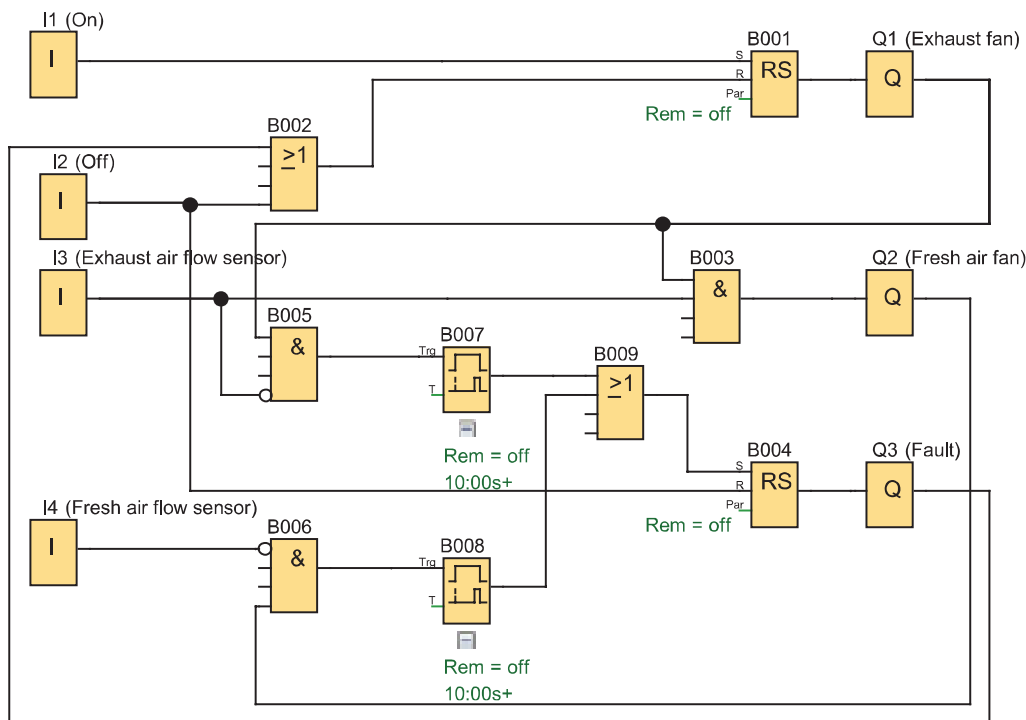 I1 (On)
I
B001
S
R
Par
RS
Rem = off
Q1 (Exhaust fan)
Q
B002
>1
I2 (Off)
I
I3 (Exhaust air flow sensor)
I
B003
&
Q2 (Fresh air fan)
Q
B005
&
B007
Trg
T
Rem = off
10:00s+
B009
>1
B004
S
R
Par
RS
Rem = off
Q3 (Fault)
Q
I4 (Fresh air flow sensor)
I
B006
&
B008
Trg
T
Rem = off
10:00s+